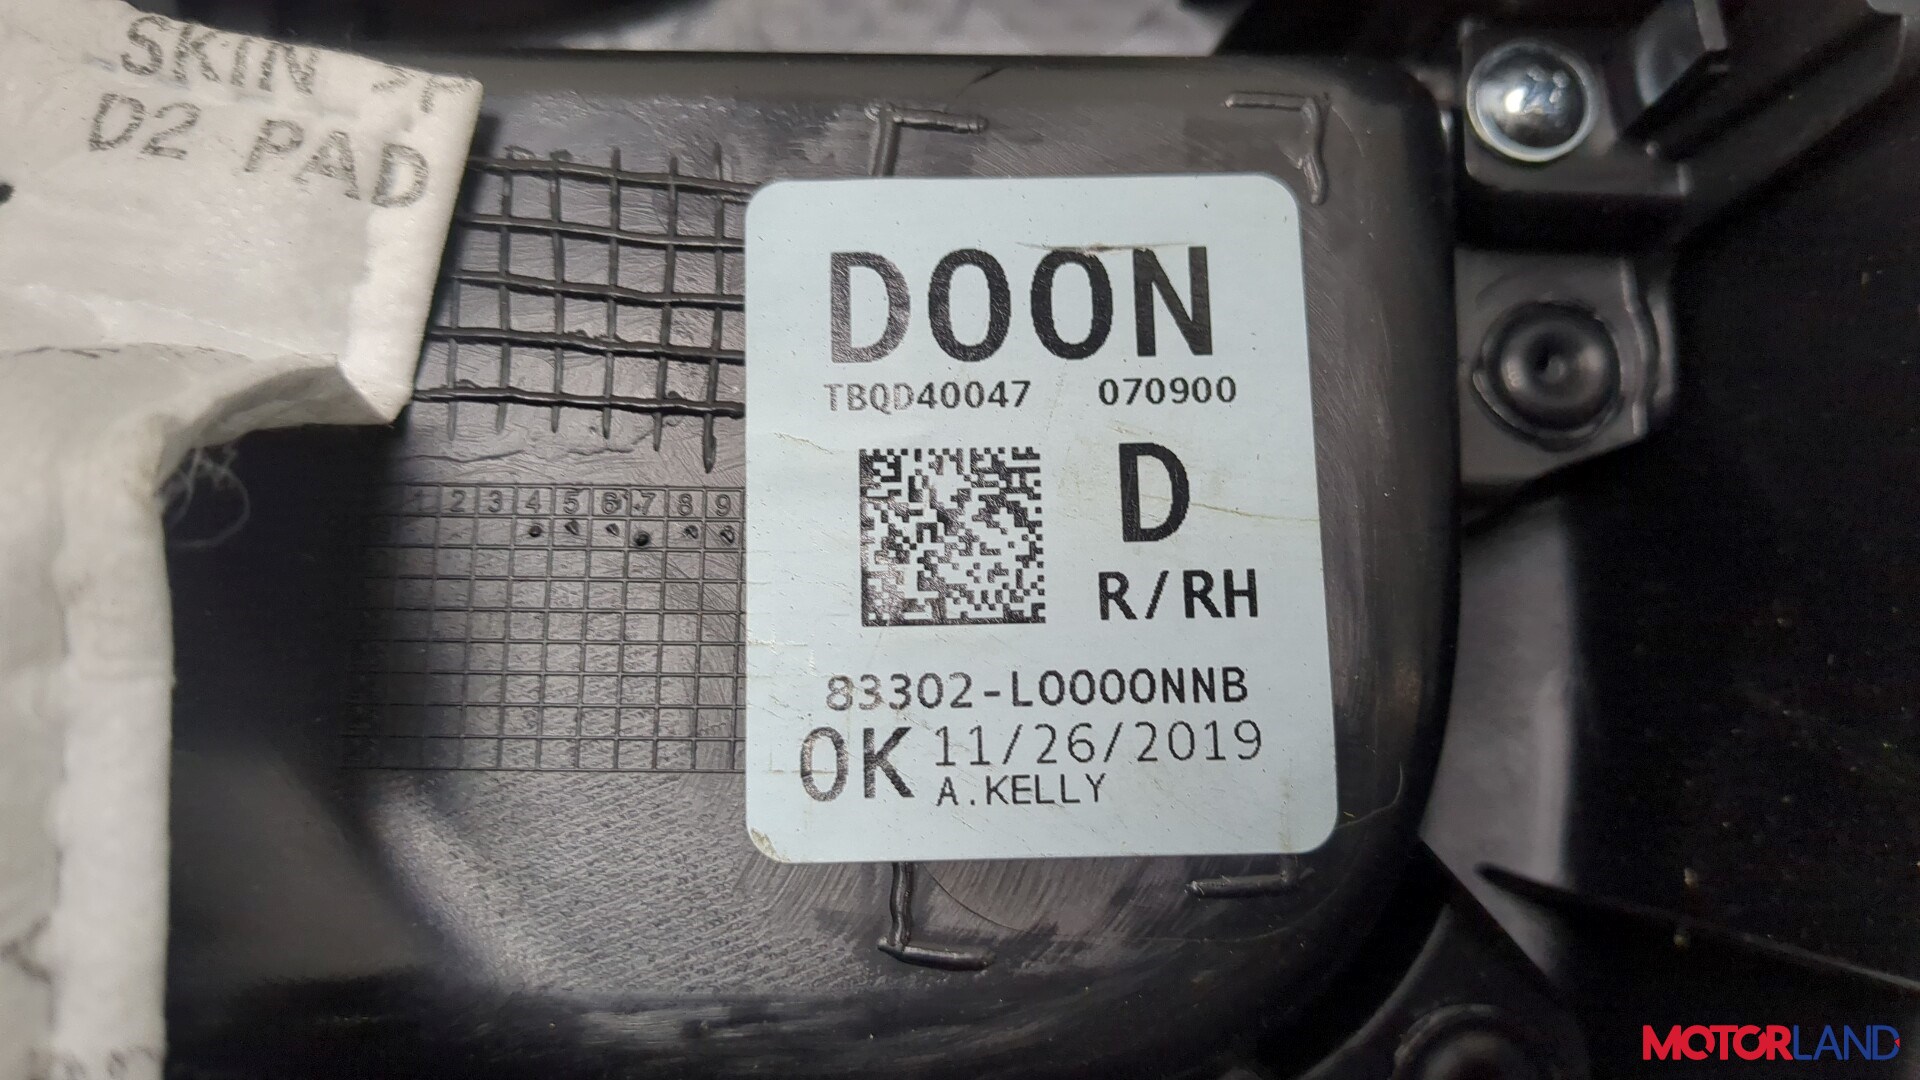 SKIN
D2 PAD
DOON
TBQD40047 070900
D
R/RH
83302-L0000NNB
OK 11/26/2019
A.KELLY
1 2 3 4 5 6 7 8 9
MOTORLAND